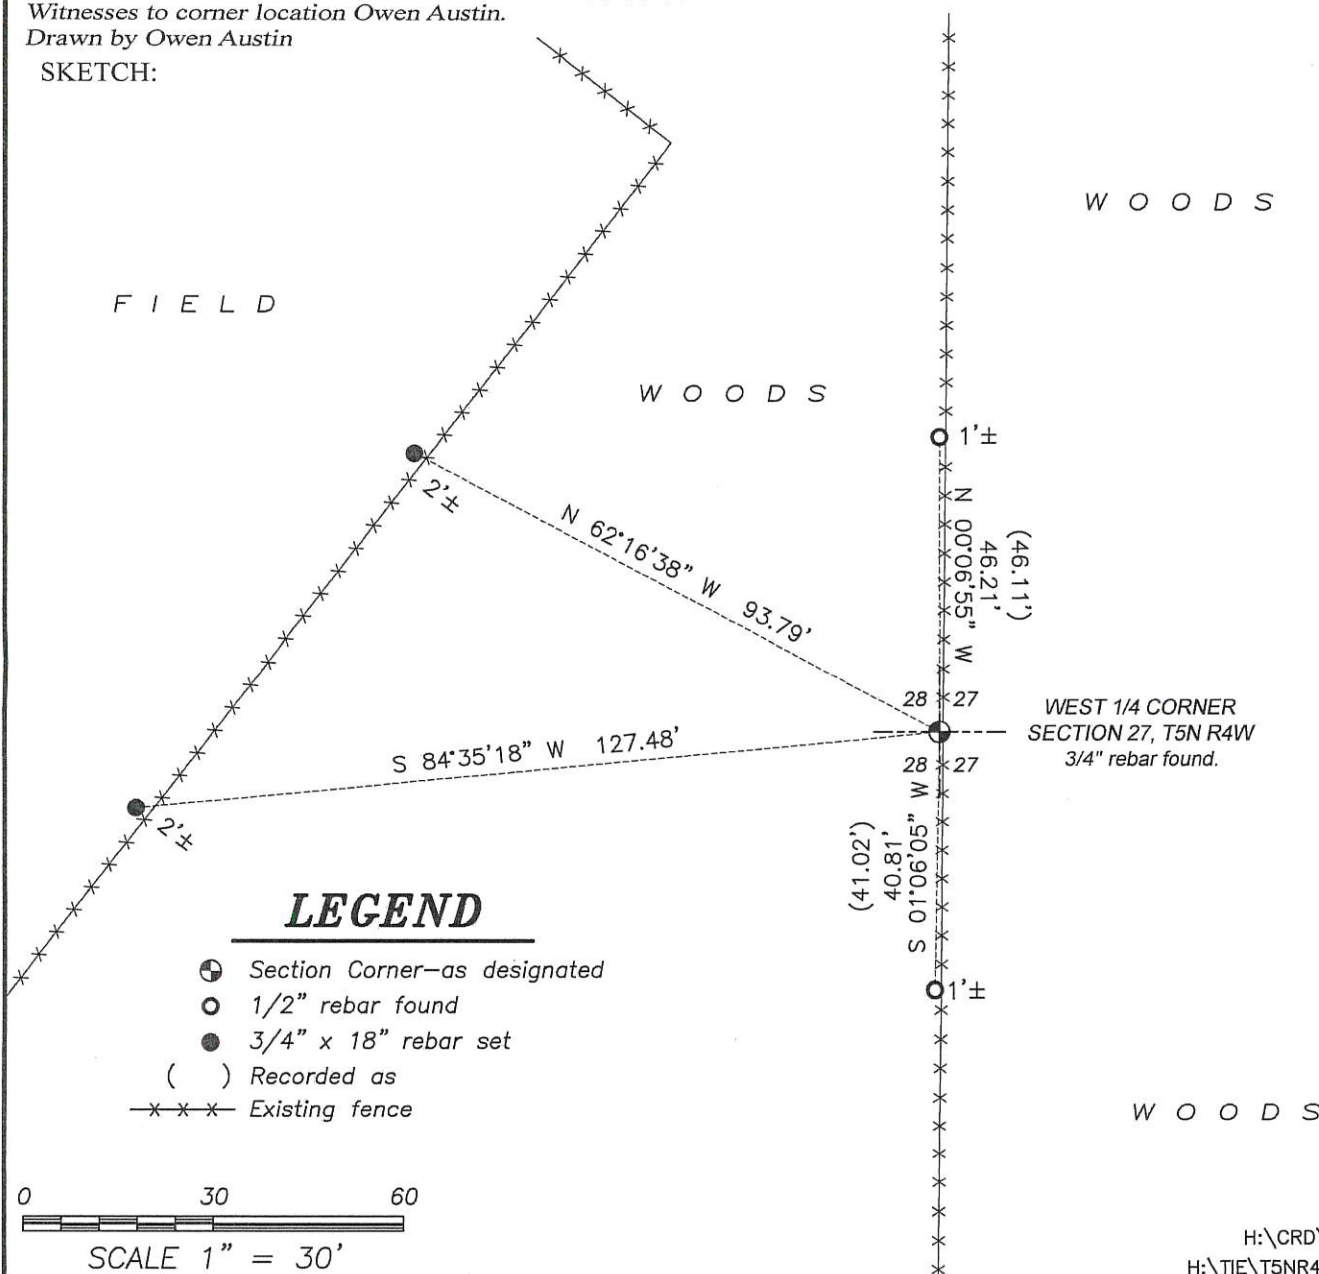 Witnesses to corner location Owen Austin.
Drawn by Owen Austin
SKETCH:
W O O D S
F I E L D
W O O D S
1'±
2'±
N 62°16'38" W 93.79'
N 00°06'55" W
46.21'
(46.11')
28 27
WEST 1/4 CORNER
SECTION 27, T5N R4W
3/4" rebar found.
S 84°35'18" W 127.48'
28 27
2'±
S 01°06'05" W
40.81'
(41.02')
1'±
LEGEND
Section Corner-as designated
1/2" rebar found
3/4" x 18" rebar set
( ) Recorded as
x x x Existing fence
W O O D S
0 30 60
SCALE 1" = 30'
H:\CRD\
H:\TIE\T5NR4